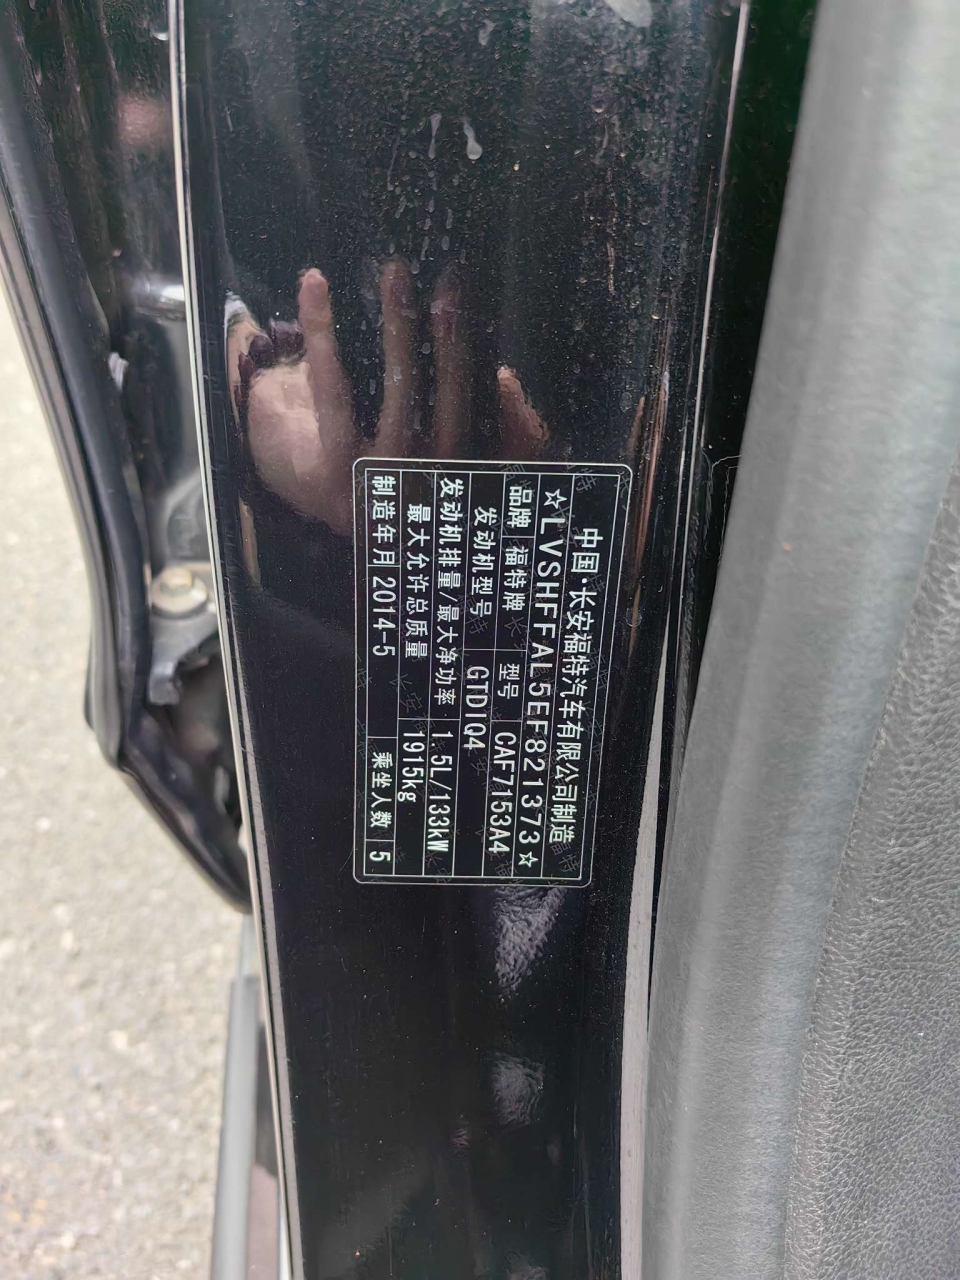 中国·长安福特汽车有限公司制造
☆LVSHFFAL5EF821373☆
品牌 福特牌 型号 CAF7153A4
发动机型号 GTDIQ4
发动机排量/最大净功率 1.5L/133kW
最大允许总质量 1915kg
制造年月 2014-5 乘坐人数 5